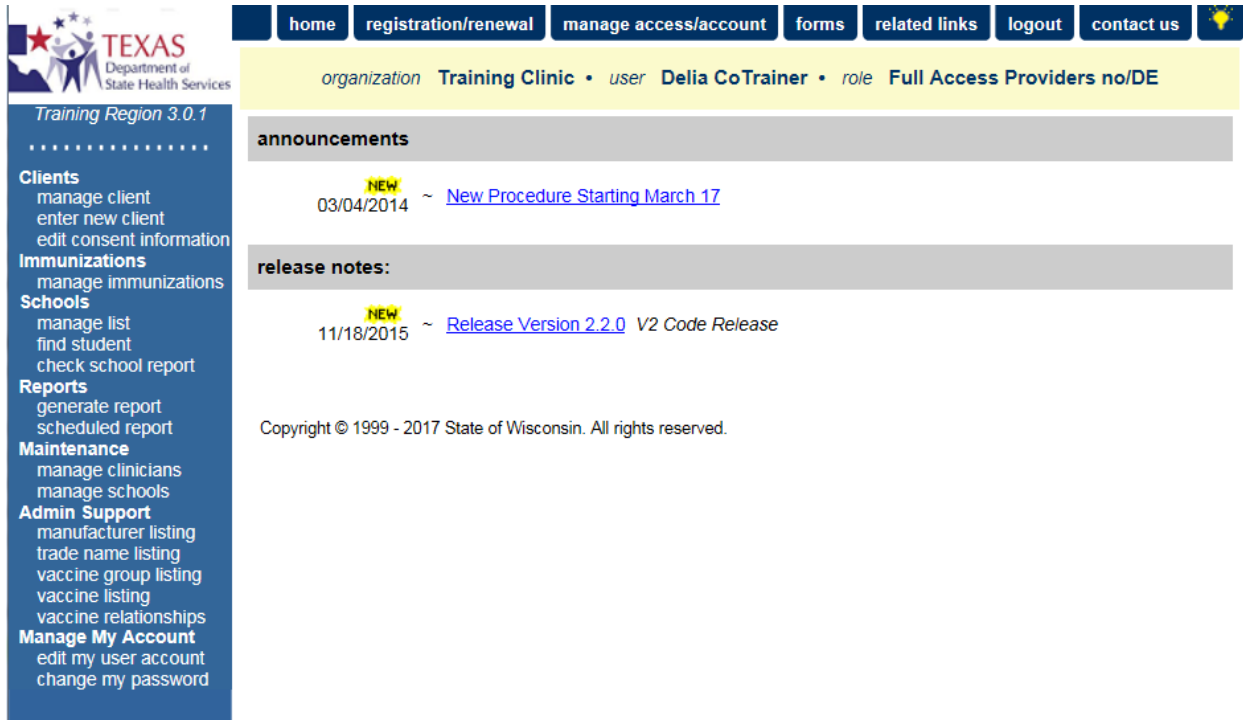 TEXAS
Department of
State Health Services
home registration/renewal manage access/account forms related links logout contact us
organization Training Clinic • user Delia CoTrainer • role Full Access Providers no/DE
Training Region 3.0.1
Clients
manage client
enter new client
edit consent information
Immunizations
manage immunizations
Schools
manage list
find student
check school report
Reports
generate report
scheduled report
Maintenance
manage clinicians
manage schools
Admin Support
manufacturer listing
trade name listing
vaccine group listing
vaccine listing
vaccine relationships
Manage My Account
edit my user account
change my password
announcements
NEW
03/04/2014 ~ New Procedure Starting March 17
release notes:
NEW
11/18/2015 ~ Release Version 2.2.0 V2 Code Release
Copyright © 1999 - 2017 State of Wisconsin. All rights reserved.